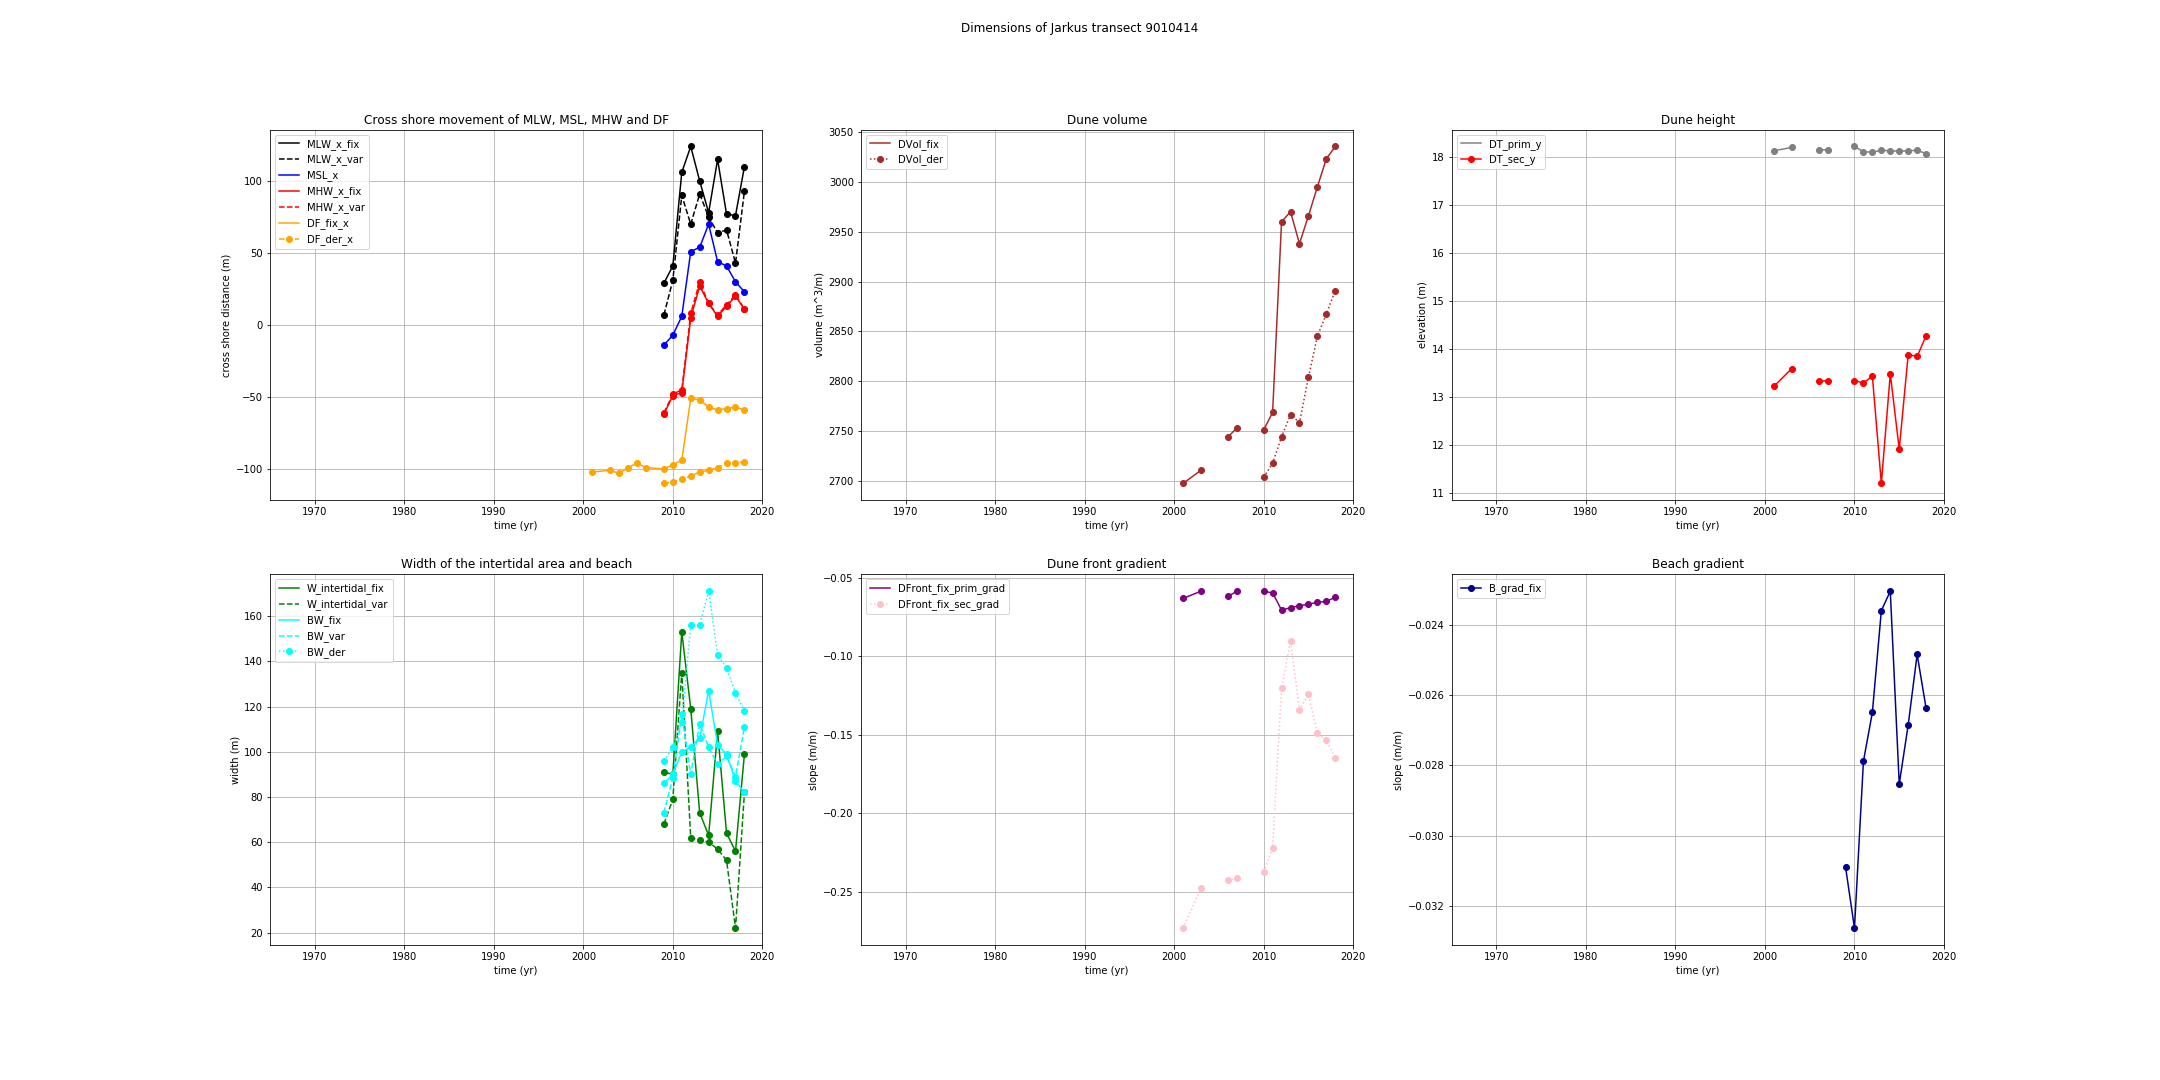 Dimensions of Jarkus transect 9010414
Cross shore movement of MLW, MSL, MHW and DF
MLW_x_fix
MLW_x_var
MSL_x
MHW_x_fix
MHW_x_var
DF_fix_x
DF_der_x
cross shore distance (m)
100
50
0
−50
−100
1970 1980 1990 2000 2010 2020
time (yr)
Dune volume
DVol_fix
DVol_der
volume (m^3/m)
3050
3000
2950
2900
2850
2800
2750
2700
1970 1980 1990 2000 2010 2020
time (yr)
Dune height
DT_prim_y
DT_sec_y
elevation (m)
18
17
16
15
14
13
12
11
1970 1980 1990 2000 2010 2020
time (yr)
Width of the intertidal area and beach
W_intertidal_fix
W_intertidal_var
BW_fix
BW_var
BW_der
width (m)
160
140
120
100
80
60
40
20
1970 1980 1990 2000 2010 2020
time (yr)
Dune front gradient
DFront_fix_prim_grad
DFront_fix_sec_grad
slope (m/m)
−0.05
−0.10
−0.15
−0.20
−0.25
1970 1980 1990 2000 2010 2020
time (yr)
Beach gradient
B_grad_fix
slope (m/m)
−0.024
−0.026
−0.028
−0.030
−0.032
1970 1980 1990 2000 2010 2020
time (yr)